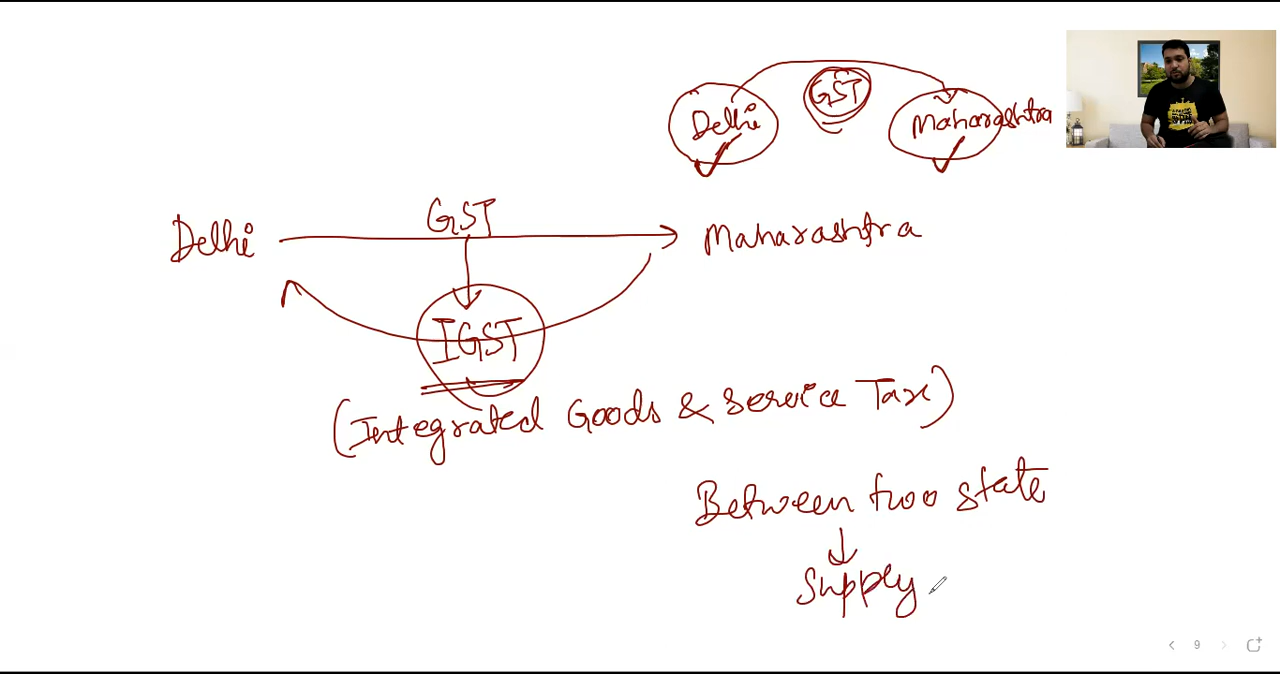 Delhi GST Maharashtra
GST
Delhi Maharashtra
IGST
(Integrated Goods & Service Tax)
Between two state
Supply
9